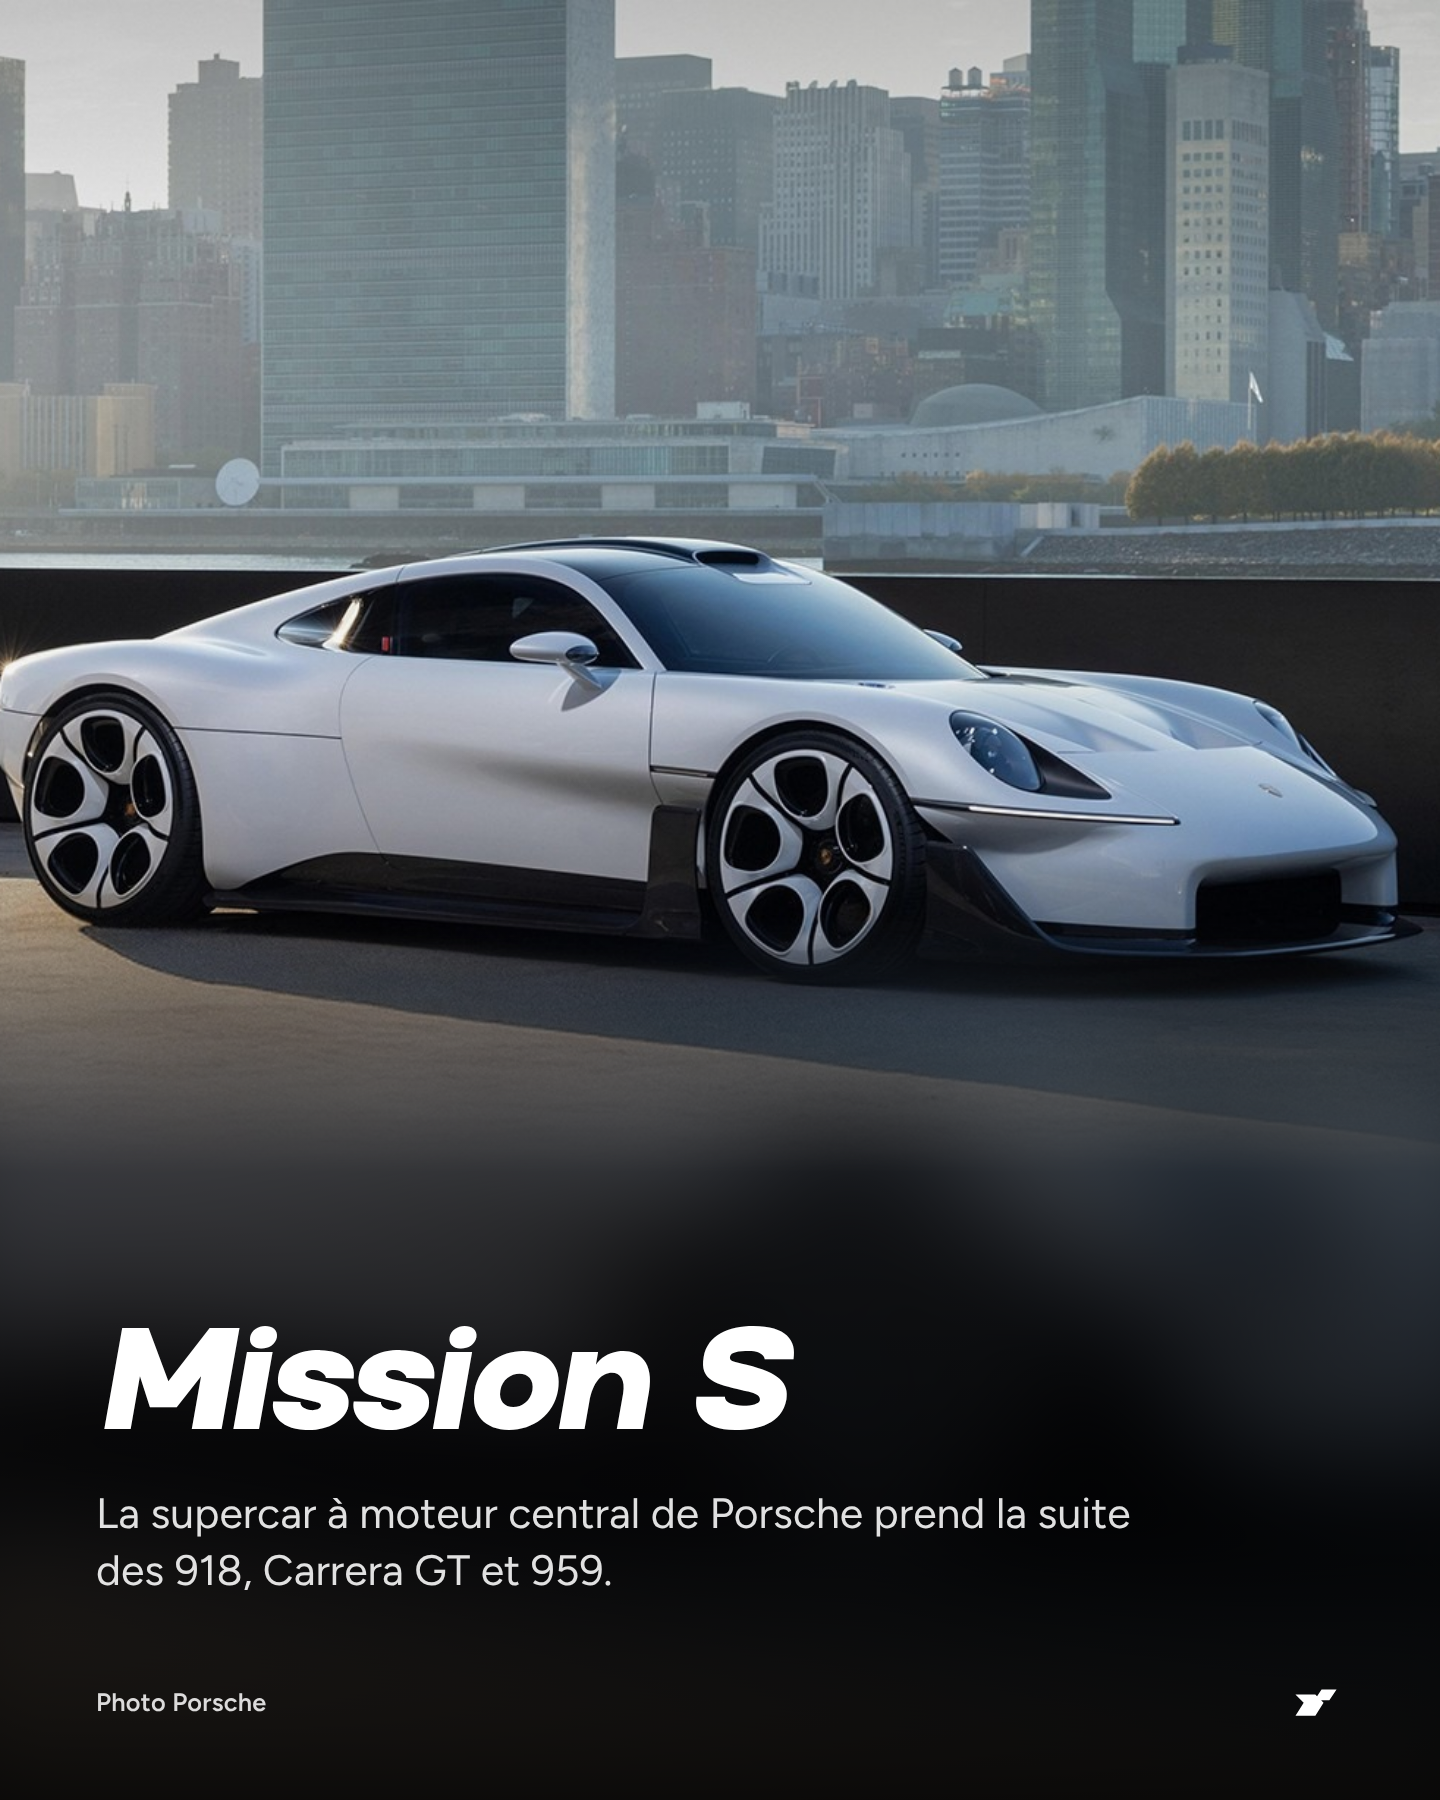 Mission S
La supercar à moteur central de Porsche prend la suite
des 918, Carrera GT et 959.
Photo Porsche